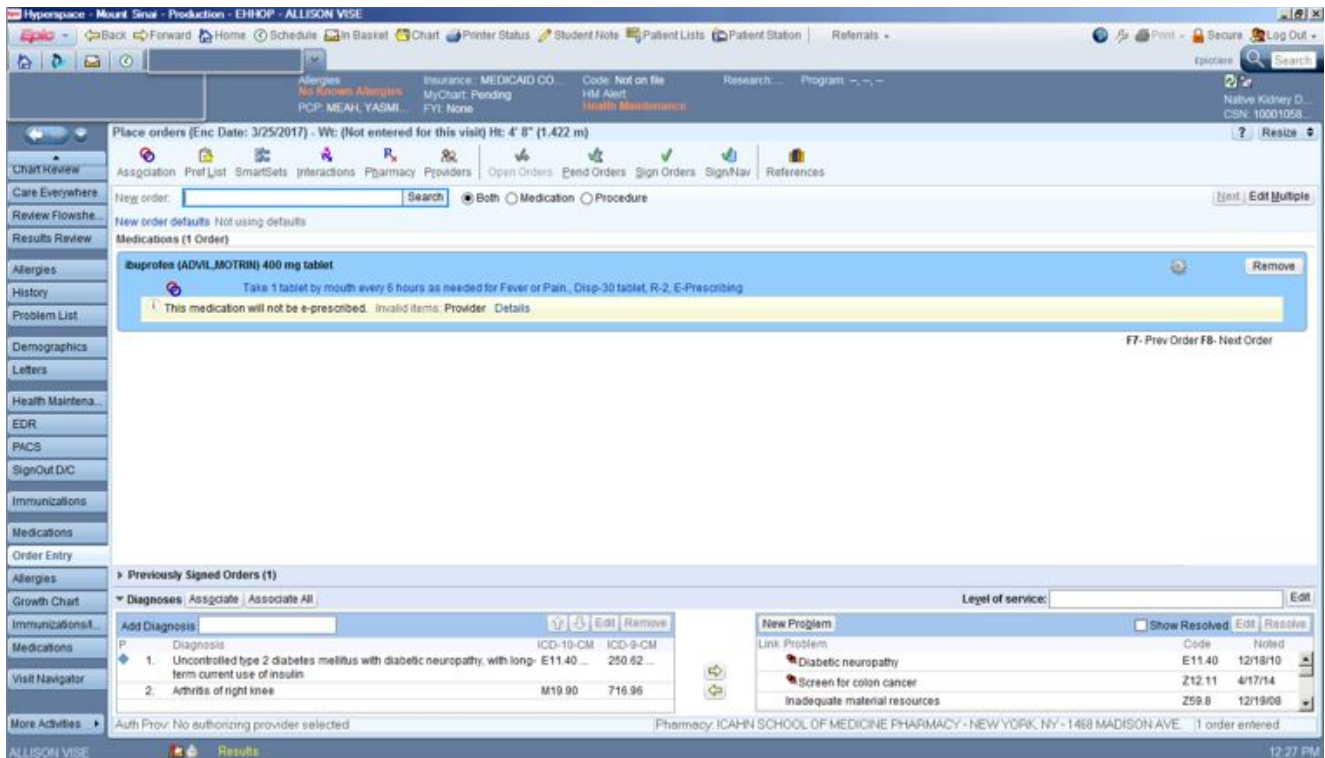 Hyperspace - Mount Sinai - Production - EHHOP - ALLISON VISE
Epic Back Forward Home Schedule In Basket Chart Printer Status Student Note Patient Lists Patient Station Referrals Print Secure Log Out
Search
Allergies Insurance: MEDICAID CO... Code: Not on file Research:... Program: –, –, –
No Known Allergies MyChart: Pending HM Alert: Native Kidney D...
PCP: MEAH, YASMI... FYI: None Health Maintenance CSN: 10001058...
Place orders (Enc Date: 3/25/2017) - Wt: (Not entered for this visit) Ht: 4' 8" (1.422 m) ? Resize
Association Pref List SmartSets Interactions Pharmacy Providers Open Orders Pend Orders Sign Orders Sign/Nav References
New order: Search Both Medication Procedure Next Edit Multiple
New order defaults Not using defaults
Medications (1 Order)
ibuprofen (ADVIL,MOTRIN) 400 mg tablet Remove
Take 1 tablet by mouth every 6 hours as needed for Fever or Pain., Disp-30 tablet, R-2, E-Prescribing
This medication will not be e-prescribed. Invalid items: Provider Details
F7- Prev Order F8- Next Order
Chart Review
Care Everywhere
Review Flowshe...
Results Review
Allergies
History
Problem List
Demographics
Letters
Health Maintena...
EDR
PACS
SignOut D/C
Immunizations
Medications
Order Entry
Allergies
Growth Chart
Immunizations/I...
Medications
Visit Navigator
More Activities
Previously Signed Orders (1)
Diagnoses Associate Associate All Level of service: Edit
Add Diagnosis: Edit Remove New Problem Show Resolved Edit Resolve
P Diagnosis ICD-10-CM ICD-9-CM Link Problem Code Noted
1. Uncontrolled type 2 diabetes mellitus with diabetic neuropathy, with long- E11.40 ... 250.62 ... Diabetic neuropathy E11.40 12/18/10
term current use of insulin Screen for colon cancer Z12.11 4/17/14
2. Arthritis of right knee M19.90 716.96 Inadequate material resources Z59.8 12/19/08
Auth Prov: No authorizing provider selected Pharmacy: ICAHN SCHOOL OF MEDICINE PHARMACY - NEW YORK, NY - 1468 MADISON AVE. 1 order entered
ALLISON VISE Results 12:27 PM